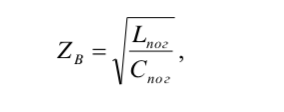 Z_B = √(L_пог / C_пог),